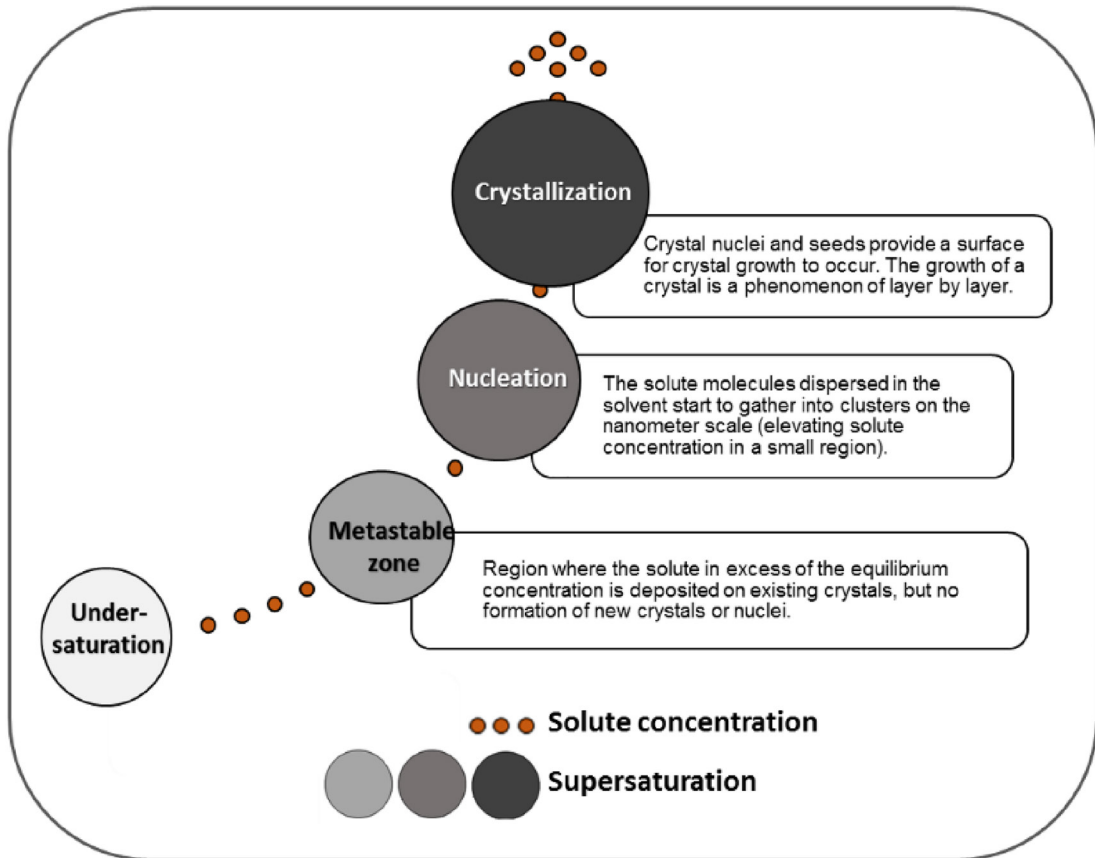 Crystallization
Crystal nuclei and seeds provide a surface
for crystal growth to occur. The growth of a
crystal is a phenomenon of layer by layer.
Nucleation
The solute molecules dispersed in the
solvent start to gather into clusters on the
nanometer scale (elevating solute
concentration in a small region).
Metastable
zone
Region where the solute in excess of the equilibrium
concentration is deposited on existing crystals, but no
formation of new crystals or nuclei.
Under-
saturation
Solute concentration
Supersaturation